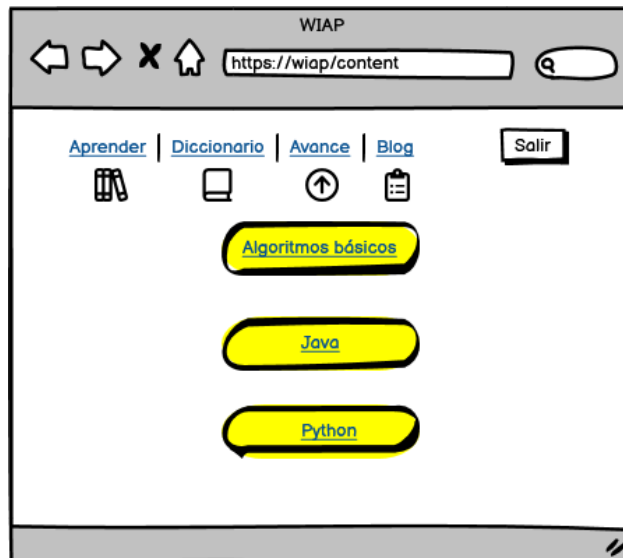 WIAP
https://wiap/content
Aprender Diccionario Avance Blog Salir
Algoritmos básicos
Java
Python